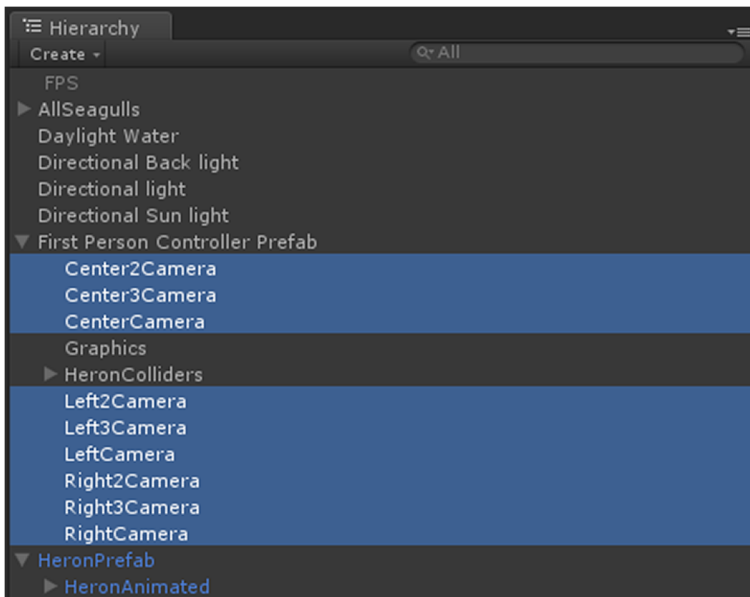 Hierarchy
Create
All
FPS
AllSeagulls
Daylight Water
Directional Back light
Directional light
Directional Sun light
First Person Controller Prefab
Center2Camera
Center3Camera
CenterCamera
Graphics
HeronColliders
Left2Camera
Left3Camera
LeftCamera
Right2Camera
Right3Camera
RightCamera
HeronPrefab
HeronAnimated